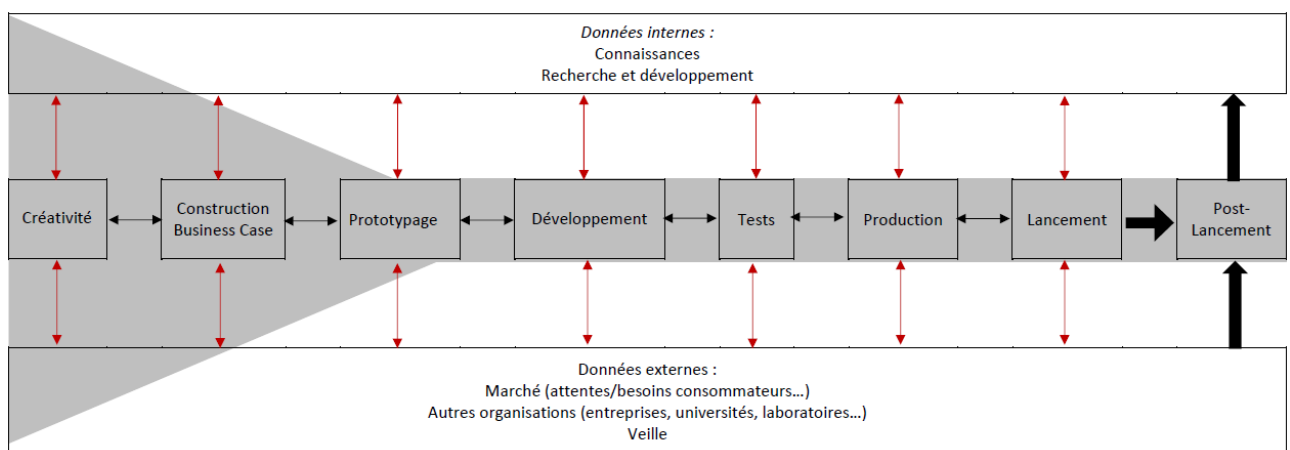 Données internes :
Connaissances
Recherche et développement
Créativité
Construction
Business Case
Prototypage
Développement
Tests
Production
Lancement
Post-
Lancement
Données externes :
Marché (attentes/besoins consommateurs…)
Autres organisations (entreprises, universités, laboratoires…)
Veille